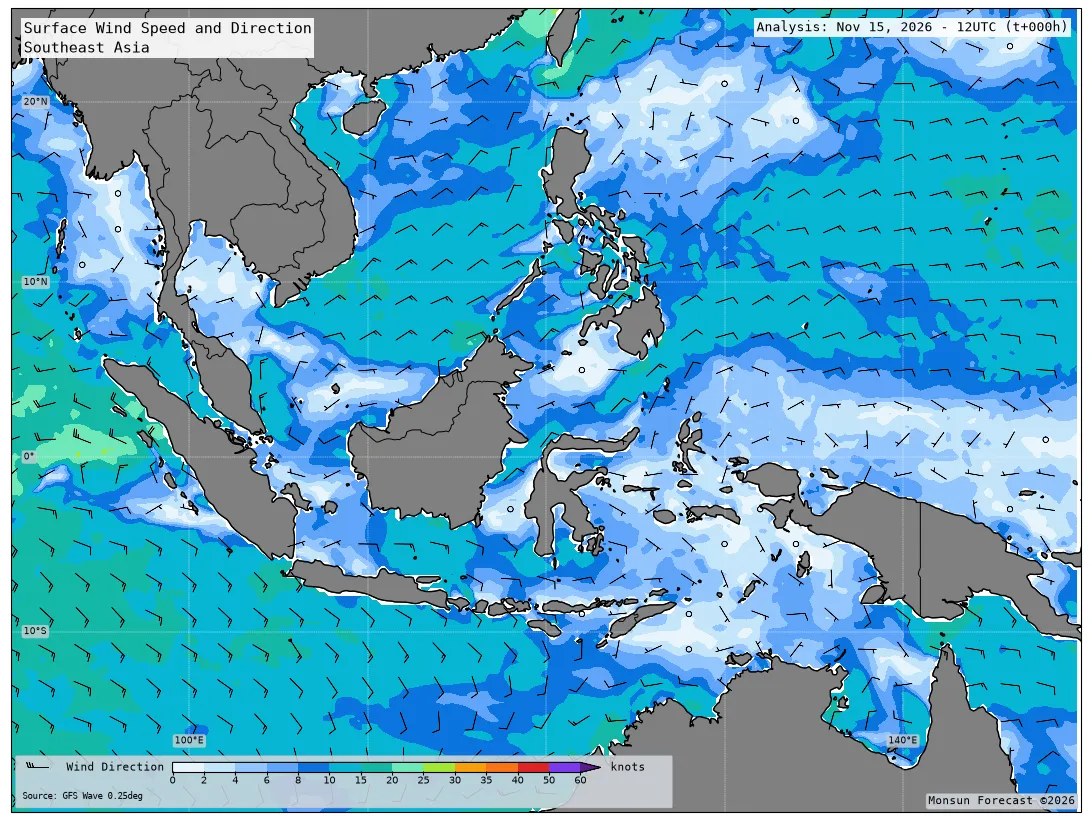 Surface Wind Speed and Direction
Southeast Asia
Analysis: Nov 15, 2026 - 12UTC (t+000h)
20°N
10°N
0°
10°S
100°E
140°E
Wind Direction
0 2 4 6 8 10 15 20 25 30 40 50 60
knots
Source: GFS Wave 0.25deg
Monsun Forecast ©2026